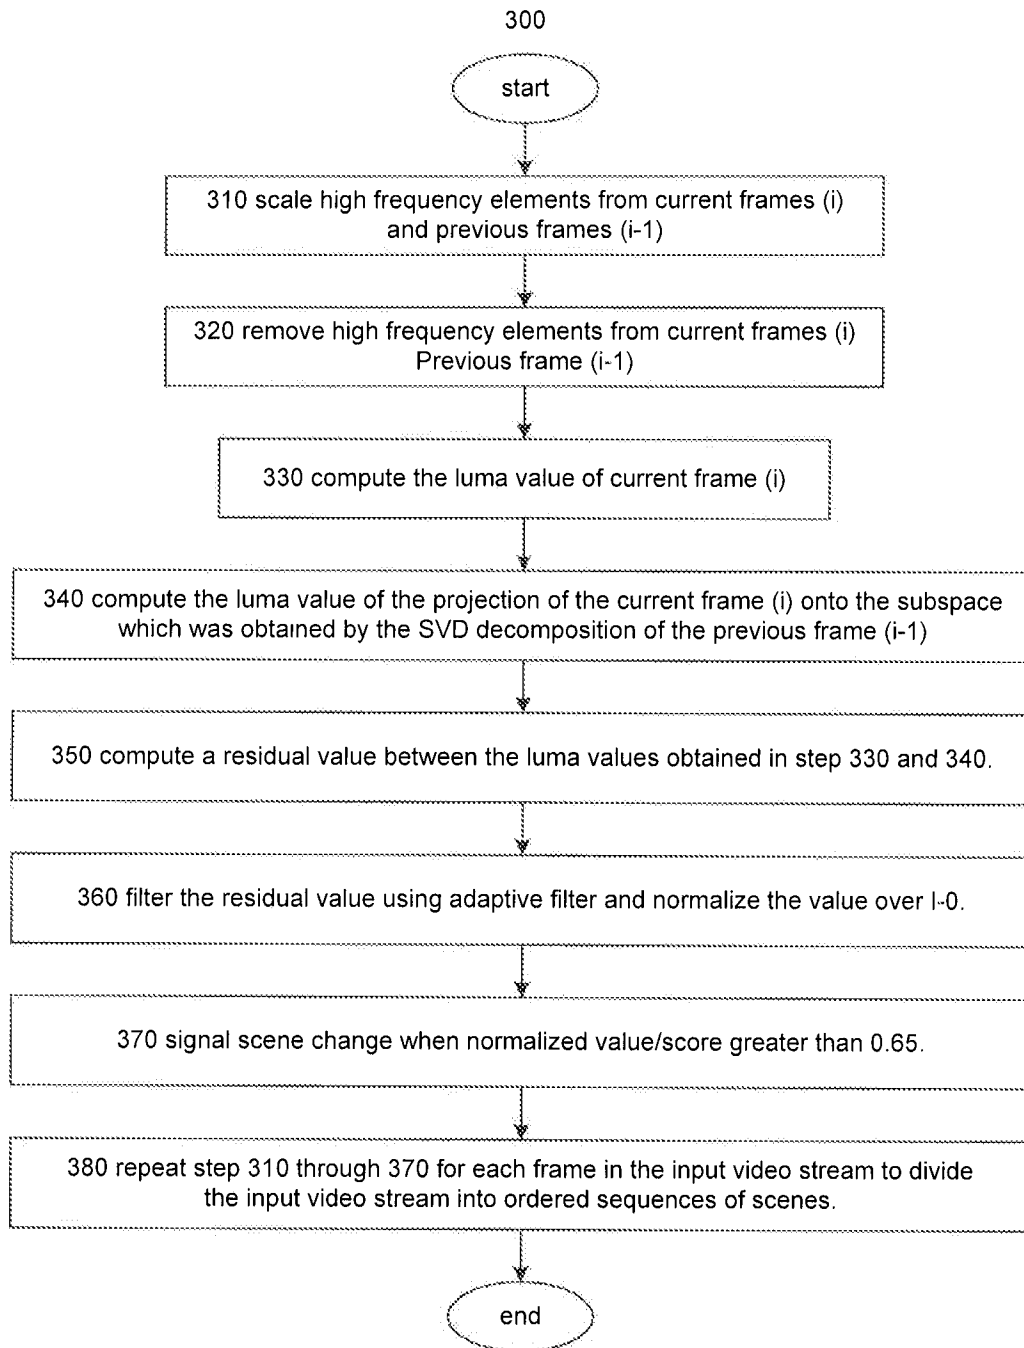 300
start
310 scale high frequency elements from current frames (i)
and previous frames (i-1)
320 remove high frequency elements from current frames (i)
Previous frame (i-1)
330 compute the luma value of current frame (i)
340 compute the luma value of the projection of the current frame (i) onto the subspace
which was obtained by the SVD decomposition of the previous frame (i-1)
350 compute a residual value between the luma values obtained in step 330 and 340.
360 filter the residual value using adaptive filter and normalize the value over I-0.
370 signal scene change when normalized value/score greater than 0.65.
380 repeat step 310 through 370 for each frame in the input video stream to divide
the input video stream into ordered sequences of scenes.
end